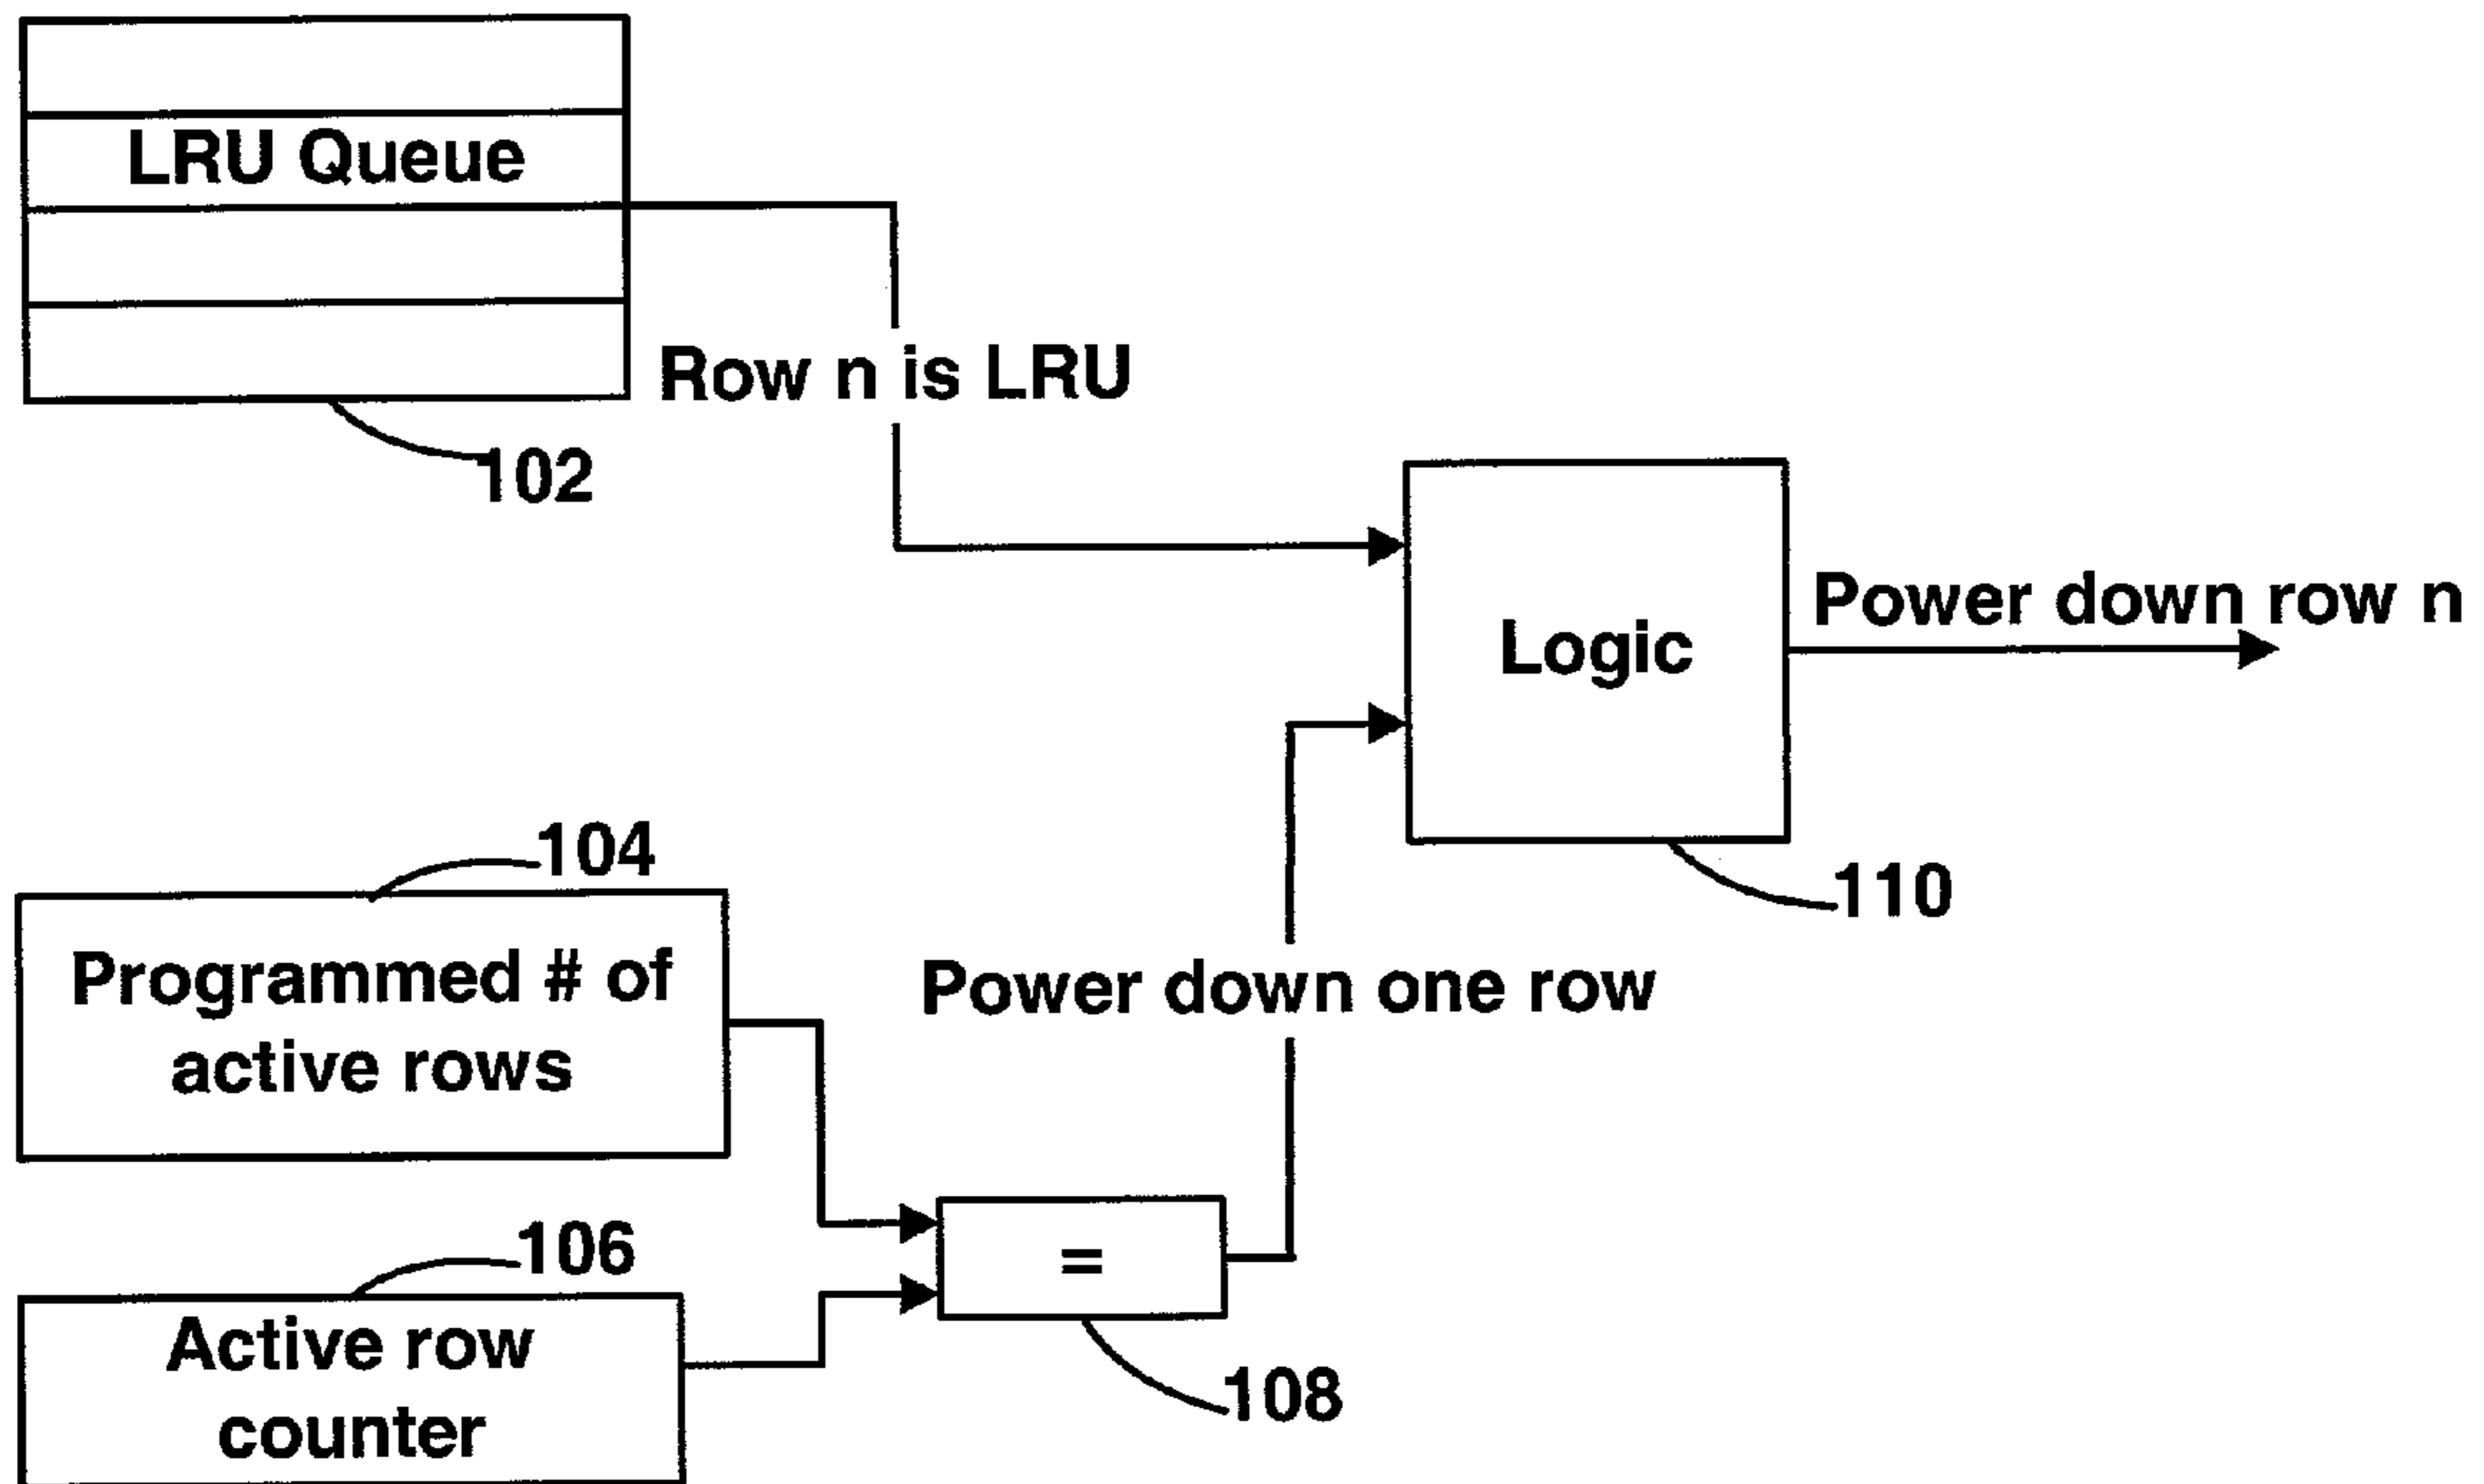 LRU Queue
Row n is LRU
102
Logic
Power down row n
110
104
Programmed # of
active rows
Power down one row
106
=
Active row
counter
108